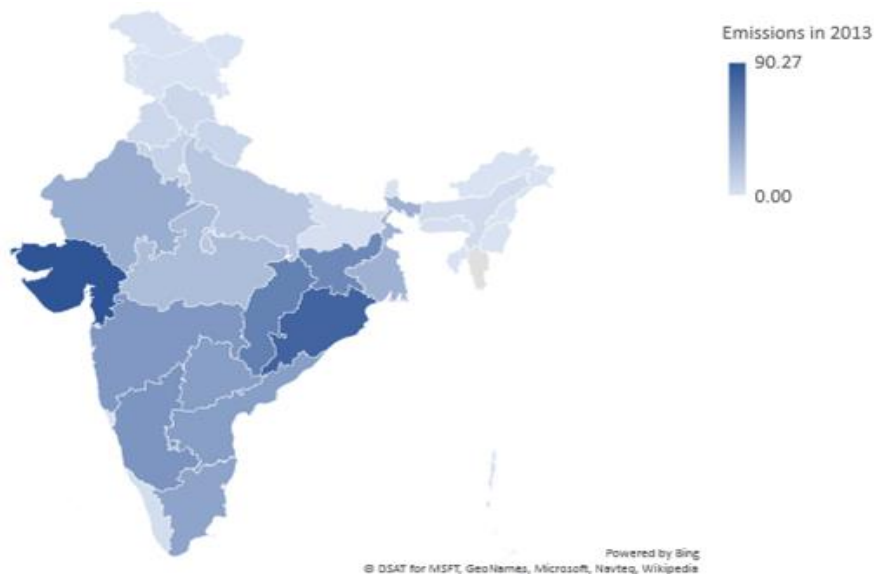 Emissions in 2013
90.27
0.00
Powered by Bing
© DSAT for MSFT, GeoNames, Microsoft, Navteq, Wikipedia